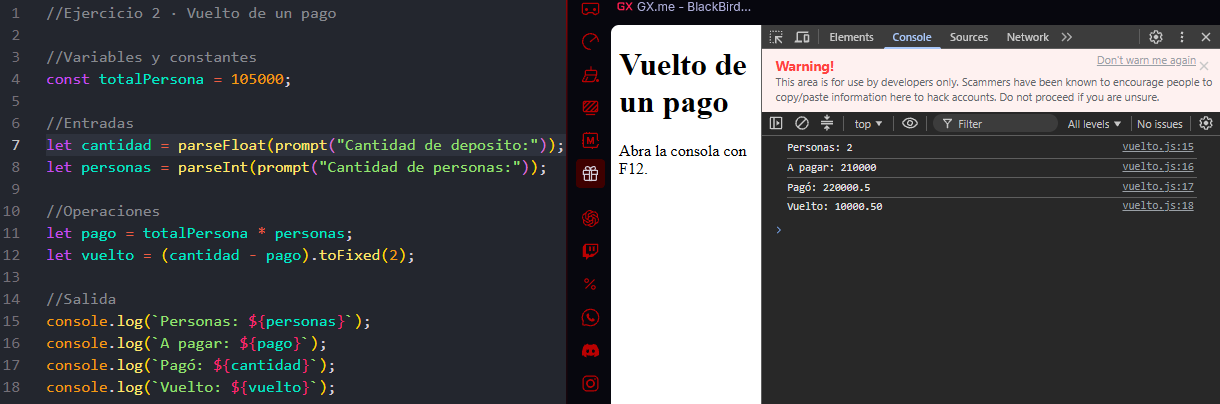 1 //Ejercicio 2 · Vuelto de un pago
2
3 //Variables y constantes
4 const totalPersona = 105000;
5
6 //Entradas
7 let cantidad = parseFloat(prompt("Cantidad de deposito:"));
8 let personas = parseInt(prompt("Cantidad de personas:"));
9
10 //Operaciones
11 let pago = totalPersona * personas;
12 let vuelto = (cantidad - pago).toFixed(2);
13
14 //Salida
15 console.log(`Personas: ${personas}`);
16 console.log(`A pagar: ${pago}`);
17 console.log(`Pagó: ${cantidad}`);
18 console.log(`Vuelto: ${vuelto}`);
GX GX.me - BlackBird...
M
Vuelto de
un pago
Abra la consola con
F12.
Elements Console Sources Network
Warning! Don't warn me again
This area is for use by developers only. Scammers have been known to encourage people to
copy/paste information here to hack accounts. Do not proceed if you are unsure.
top Filter All levels No issues
Personas: 2 vuelto.js:15
A pagar: 210000 vuelto.js:16
Pagó: 220000.5 vuelto.js:17
Vuelto: 10000.50 vuelto.js:18